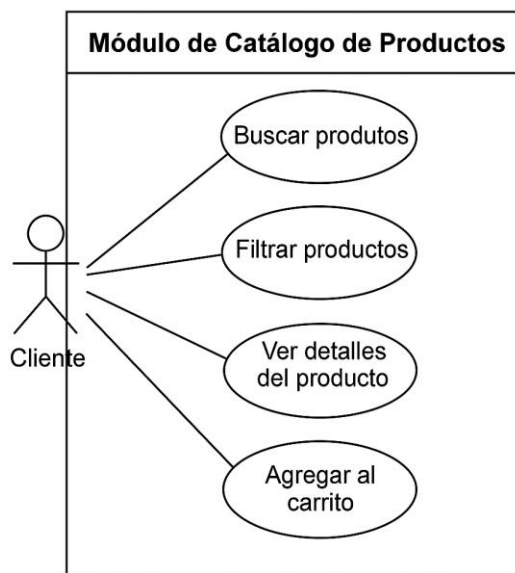 Módulo de Catálogo de Productos
Buscar produtos
Filtrar productos
Ver detalles
del producto
Agregar al
carrito
Cliente